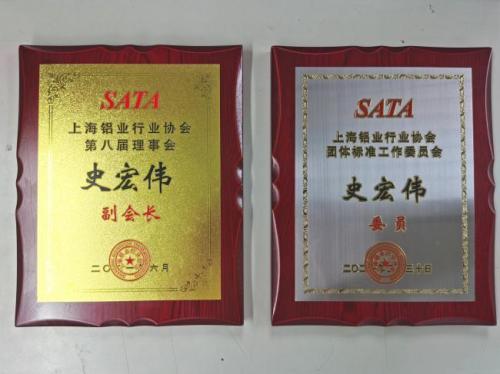 SATA
上海铝业行业协会
第八届理事会
史宏伟
副会长
六月
SATA
上海铝业行业协会
团体标准工作委员会
史宏伟
委员
三十日